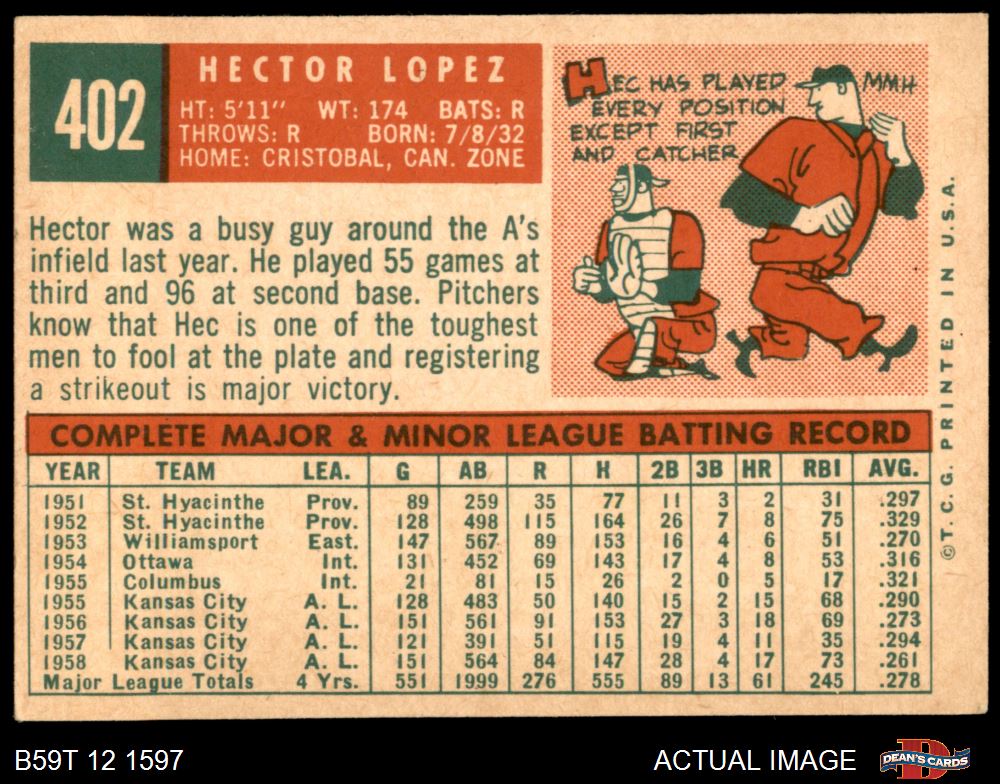 402
HECTOR LOPEZ
HT: 5'11" WT: 174 BATS: R
THROWS: R BORN: 7/8/32
HOME: CRISTOBAL, CAN. ZONE
HEC HAS PLAYED
EVERY POSITION
EXCEPT FIRST
AND CATCHER
MMH
Hector was a busy guy around the A's
infield last year. He played 55 games at
third and 96 at second base. Pitchers
know that Hec is one of the toughest
men to fool at the plate and registering
a strikeout is major victory.
©T. C. G. PRINTED IN U.S.A.
COMPLETE MAJOR & MINOR LEAGUE BATTING RECORD
YEAR TEAM LEA. G AB R H 2B 3B HR RBI AVG.
1951 St. Hyacinthe Prov. 89 259 35 77 11 3 2 31 .297
1952 St. Hyacinthe Prov. 128 498 115 164 26 7 8 75 .329
1953 Williamsport East. 147 567 89 153 16 4 6 51 .270
1954 Ottawa Int. 131 452 69 143 17 4 8 53 .316
1955 Columbus Int. 21 81 15 26 2 0 5 17 .321
1955 Kansas City A. L. 128 483 50 140 15 2 15 68 .290
1956 Kansas City A. L. 151 561 91 153 27 3 18 69 .273
1957 Kansas City A. L. 121 391 51 115 19 4 11 35 .294
1958 Kansas City A. L. 151 564 84 147 28 4 17 73 .261
Major League Totals 4 Yrs. 551 1999 276 555 89 13 61 245 .278
B59T 12 1597
ACTUAL IMAGE
DEAN'S CARDS